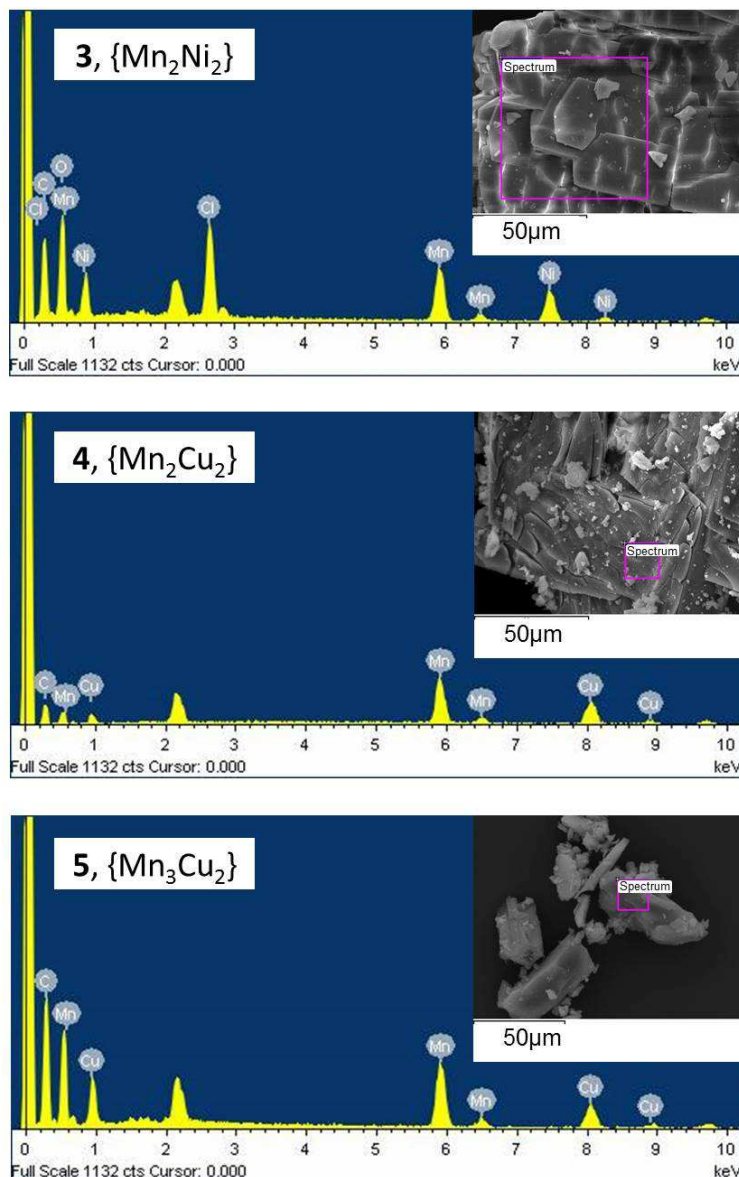 3, {Mn₂Ni₂}
Spectrum
50µm
O
C
Cl Mn
Ni
Cl
Mn
Mn
Ni
Ni
0 1 2 3 4 5 6 7 8 9 10
Full Scale 1132 cts Cursor: 0.000 keV
4, {Mn₂Cu₂}
Spectrum
50µm
C Mn Cu
Mn
Mn
Cu
Cu
0 1 2 3 4 5 6 7 8 9 10
Full Scale 1132 cts Cursor: 0.000 keV
5, {Mn₃Cu₂}
Spectrum
50µm
C
Mn
Cu
Mn
Mn
Cu
Cu
0 1 2 3 4 5 6 7 8 9 10
Full Scale 1132 cts Cursor: 0.000 keV